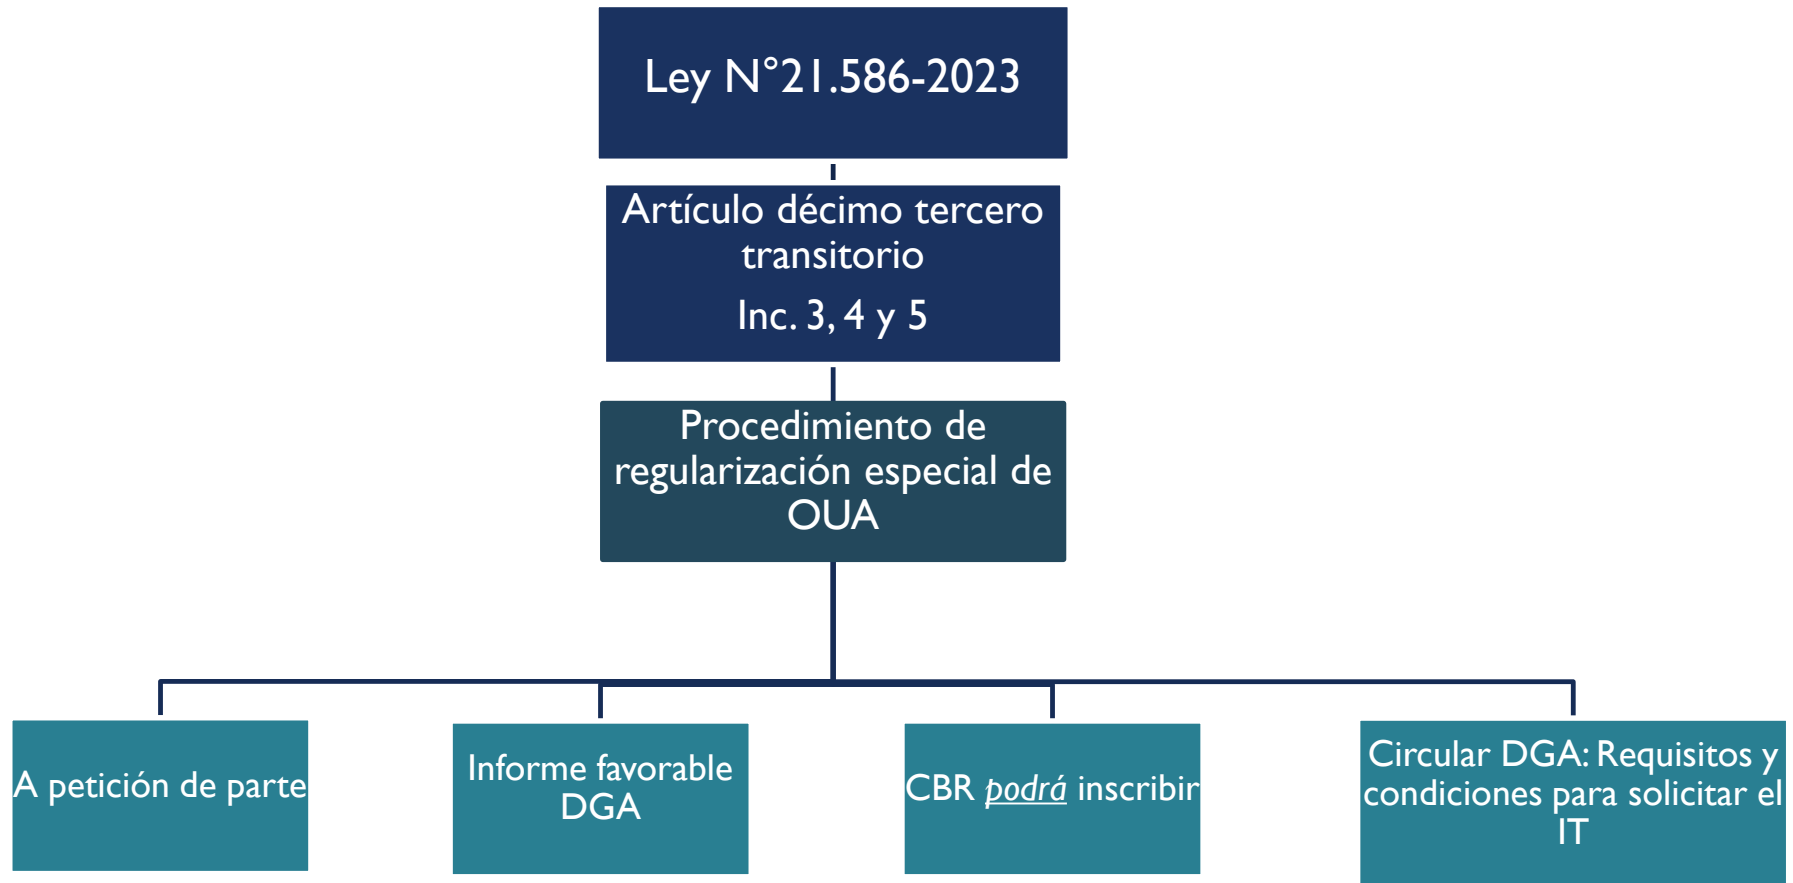 Ley N°21.586-2023
Artículo décimo tercero
transitorio
Inc. 3, 4 y 5
Procedimiento de
regularización especial de
OUA
A petición de parte
Informe favorable
DGA
CBR podrá inscribir
Circular DGA: Requisitos y
condiciones para solicitar el
IT